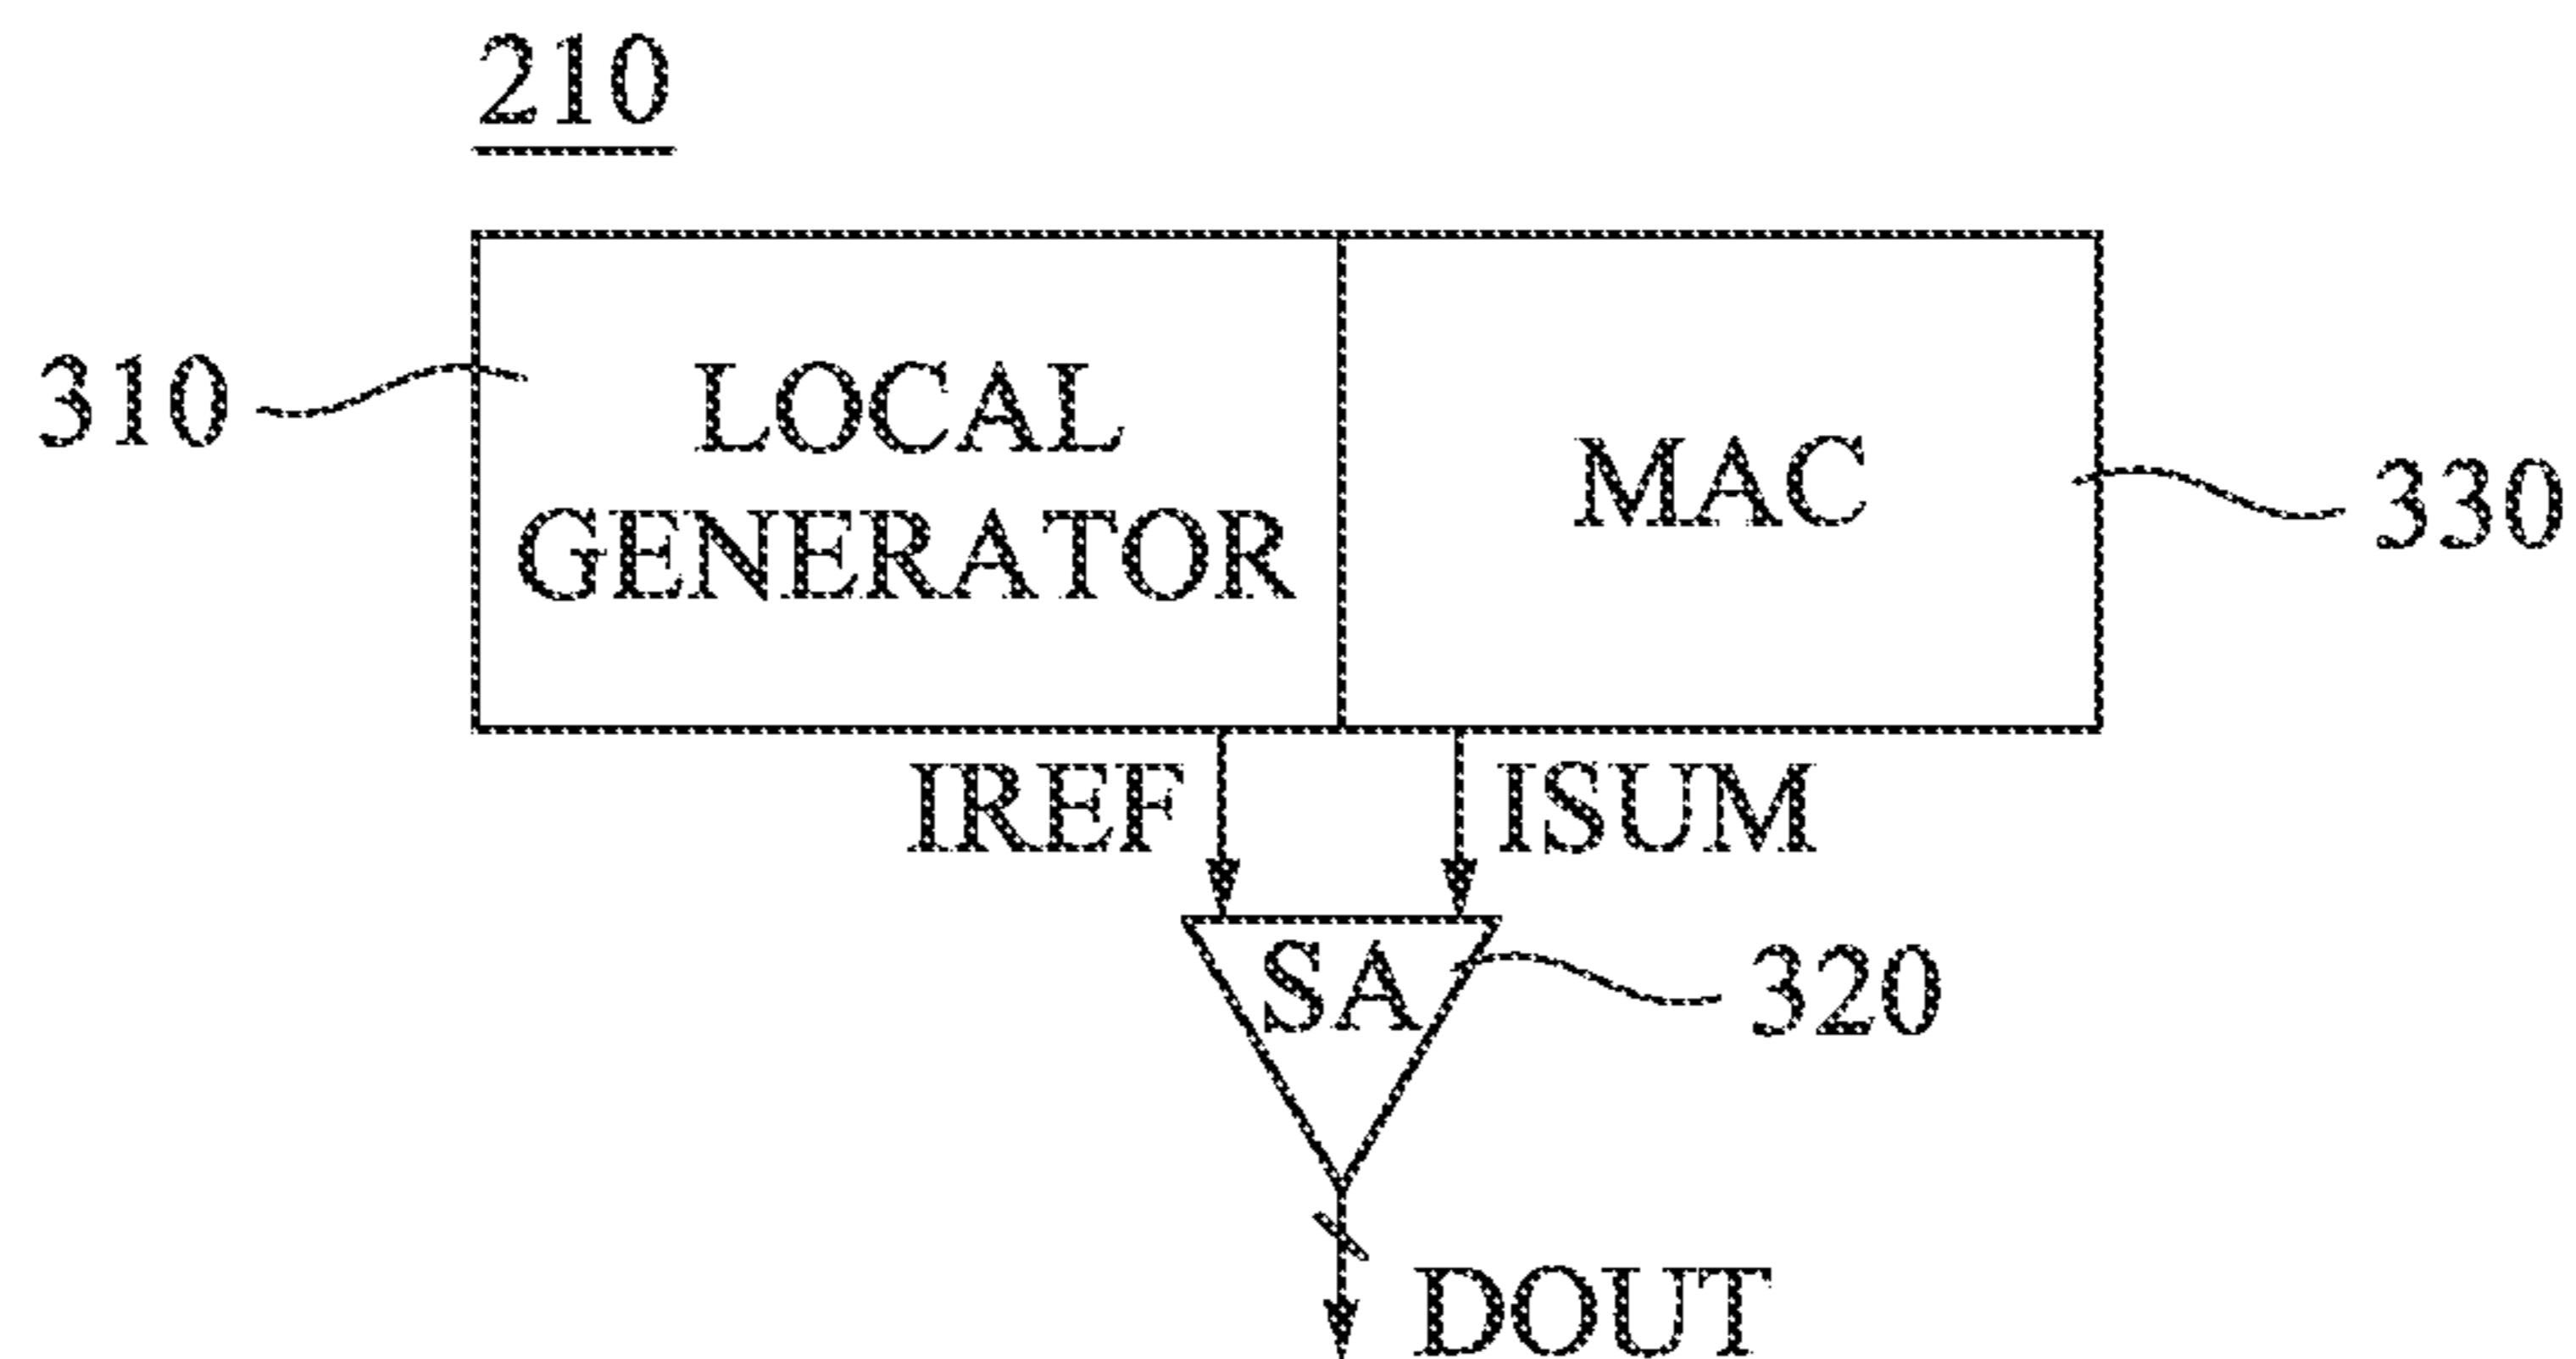 210
310
LOCAL
GENERATOR
MAC
330
IREF
ISUM
SA
320
DOUT